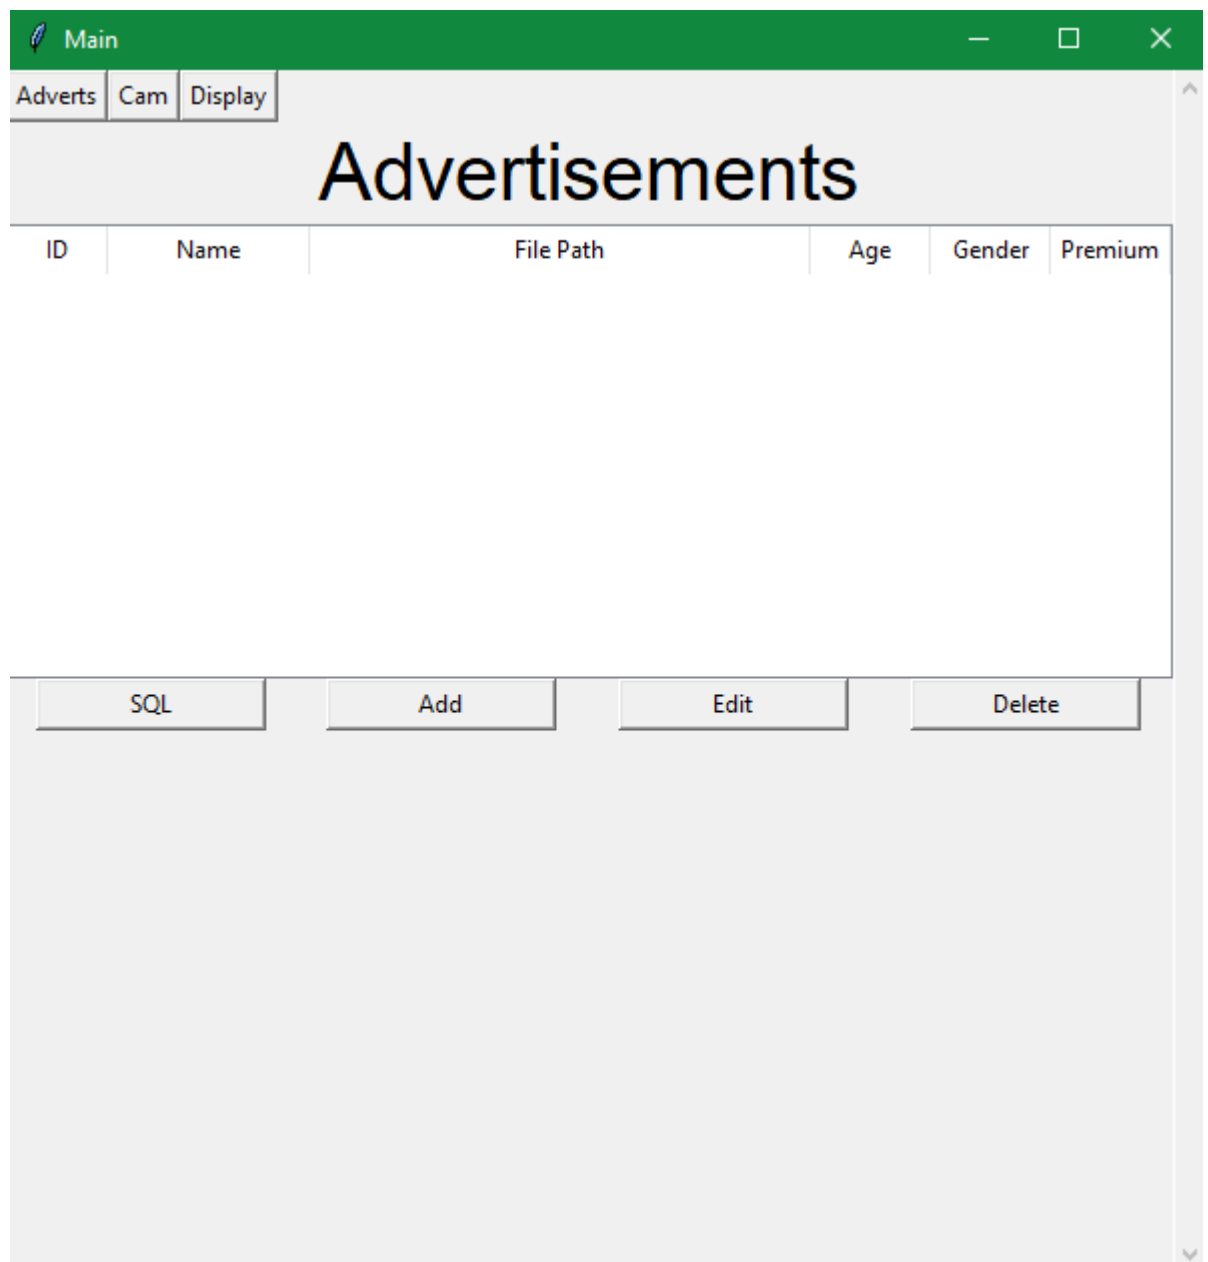 Main
Adverts Cam Display
Advertisements
ID Name File Path Age Gender Premium
SQL Add Edit Delete